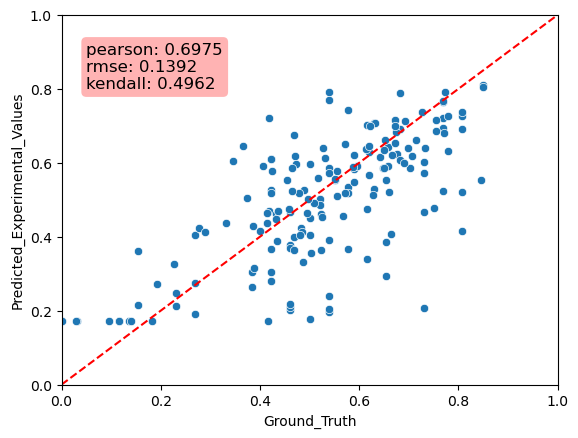 pearson: 0.6975
rmse: 0.1392
kendall: 0.4962
Predicted_Experimental_Values
1.0
0.8
0.6
0.4
0.2
0.0
0.0 0.2 0.4 0.6 0.8 1.0
Ground_Truth